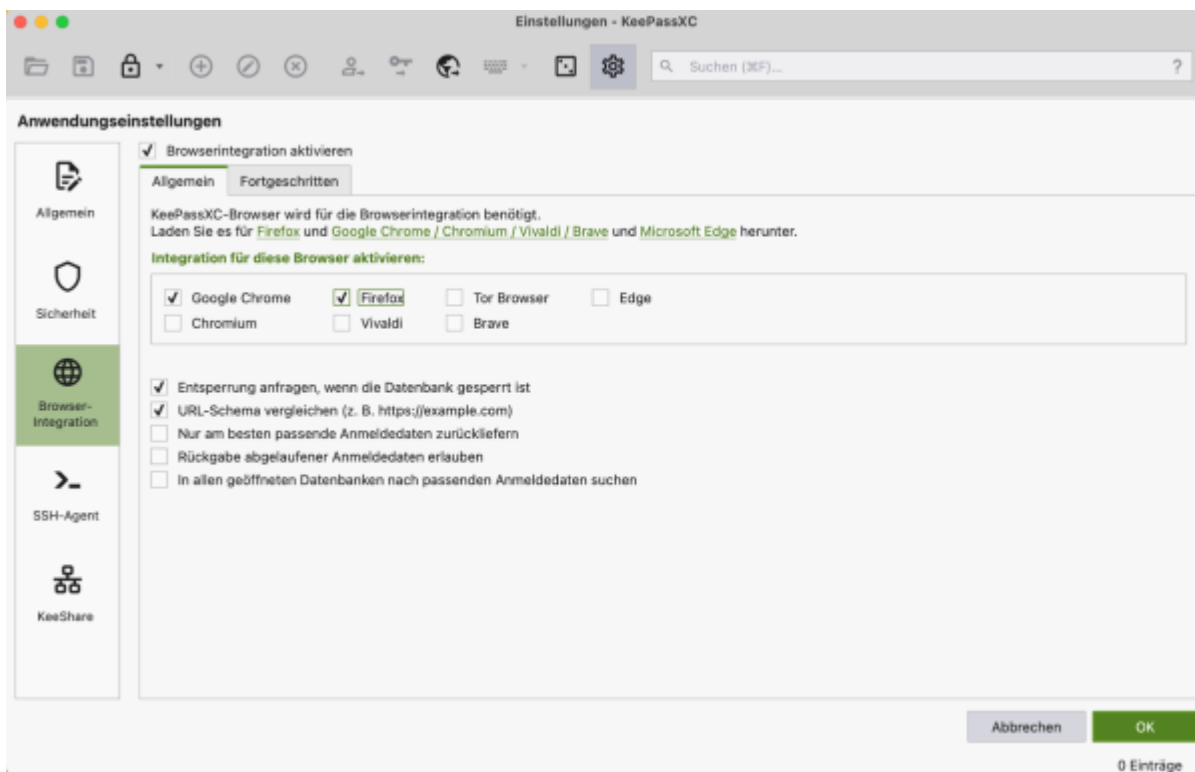 Einstellungen - KeePassXC
Suchen (⌘F)...
?
Anwendungseinstellungen
Allgemein
Sicherheit
Browser-
Integration
SSH-Agent
KeeShare
Browserintegration aktivieren
Allgemein Fortgeschritten
KeePassXC-Browser wird für die Browserintegration benötigt.
Laden Sie es für Firefox und Google Chrome / Chromium / Vivaldi / Brave und Microsoft Edge herunter.
Integration für diese Browser aktivieren:
Google Chrome Firefox Tor Browser Edge
Chromium Vivaldi Brave
Entsperrung anfragen, wenn die Datenbank gesperrt ist
URL-Schema vergleichen (z. B. https://example.com)
Nur am besten passende Anmeldedaten zurückliefern
Rückgabe abgelaufener Anmeldedaten erlauben
In allen geöffneten Datenbanken nach passenden Anmeldedaten suchen
Abbrechen OK
0 Einträge